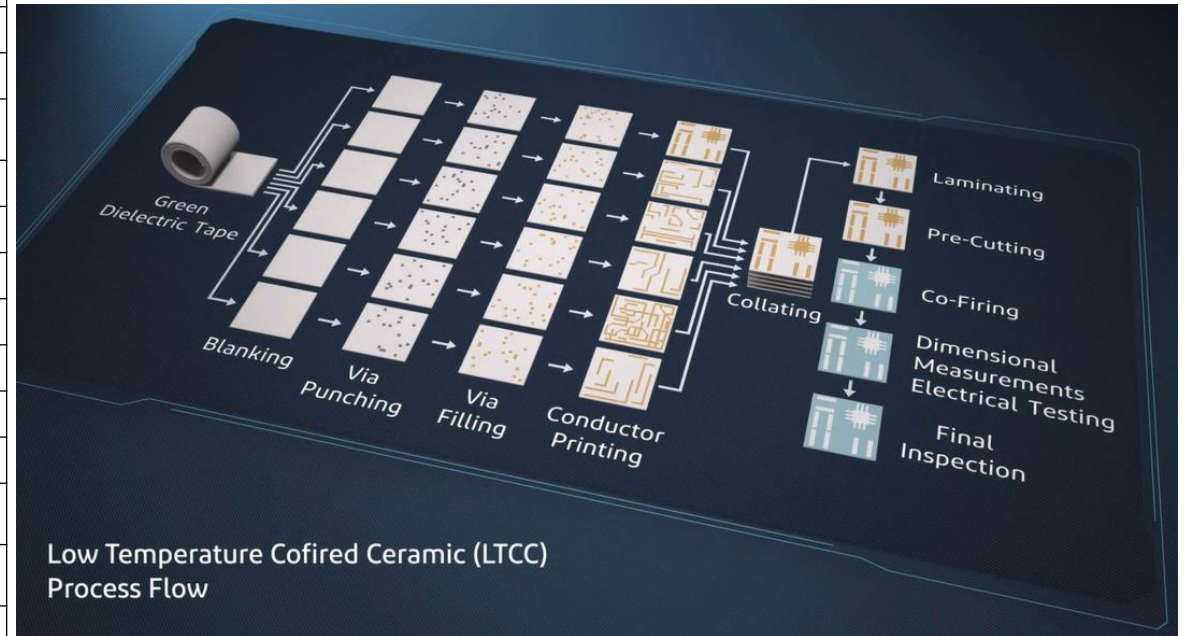 Green
Dielectric Tape
Blanking
Via
Punching
Via
Filling
Conductor
Printing
Collating
Laminating
Pre-Cutting
Co-Firing
Dimensional
Measurements
Electrical Testing
Final
Inspection
Low Temperature Cofired Ceramic (LTCC)
Process Flow